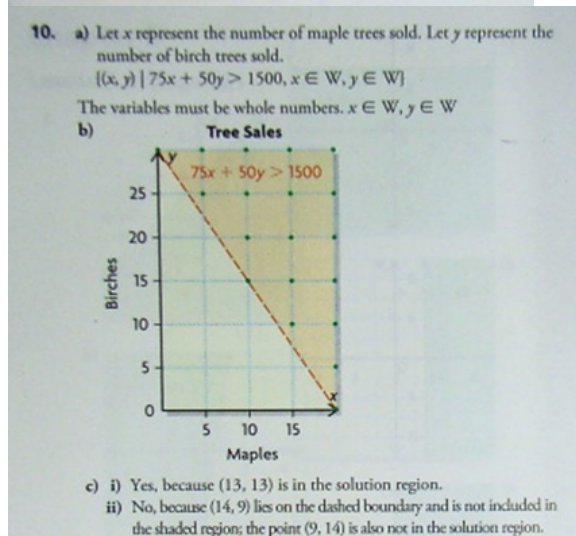 10. a) Let x represent the number of maple trees sold. Let y represent the
number of birch trees sold.
{(x, y) | 75x + 50y > 1500, x ∈ W, y ∈ W}
The variables must be whole numbers. x ∈ W, y ∈ W
b) Tree Sales
y
75x + 50y > 1500
25
20
15
10
5
0
Birches
x
5 10 15
Maples
c) i) Yes, because (13, 13) is in the solution region.
ii) No, because (14, 9) lies on the dashed boundary and is not included in
the shaded region; the point (9, 14) is also not in the solution region.